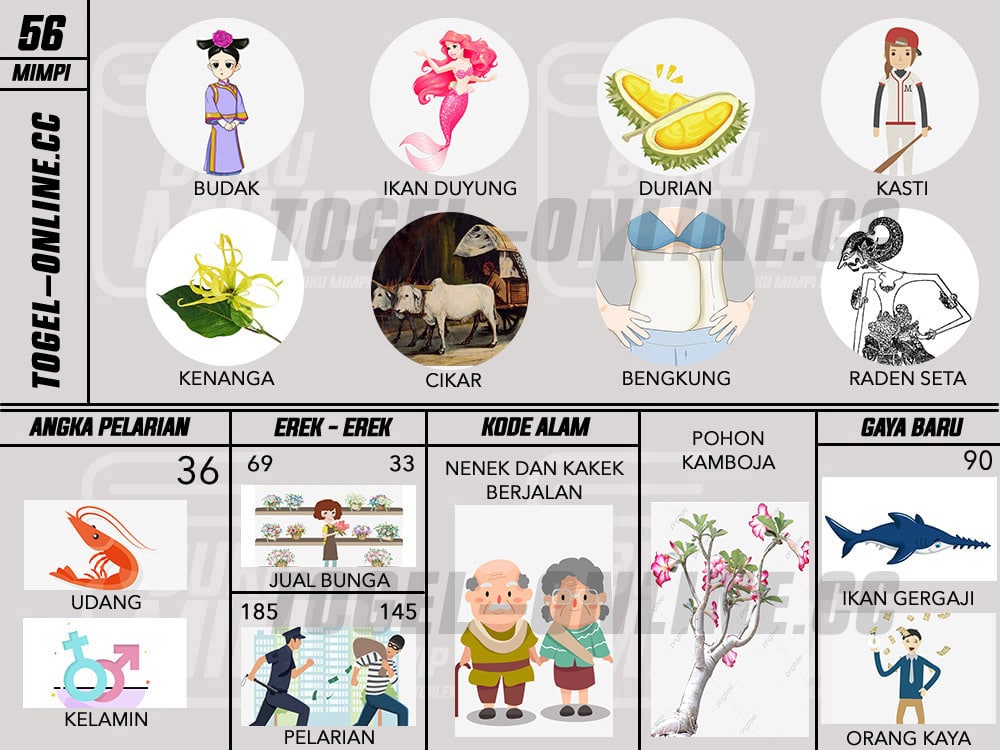 56
MIMPI
TOGEL-ONLINE.CC
BUDAK
IKAN DUYUNG
DURIAN
KASTI
TOGEL-ONLINE.CC
KENANGA
CIKAR
BENGKUNG
RADEN SETA
ANGKA PELARIAN
36
UDANG
KELAMIN
EREK - EREK
69 33
JUAL BUNGA
185 145
PELARIAN
KODE ALAM
NENEK DAN KAKEK
BERJALAN
POHON
KAMBOJA
GAYA BARU
90
IKAN GERGAJI
ORANG KAYA
TOGEL-ONLINE.CC